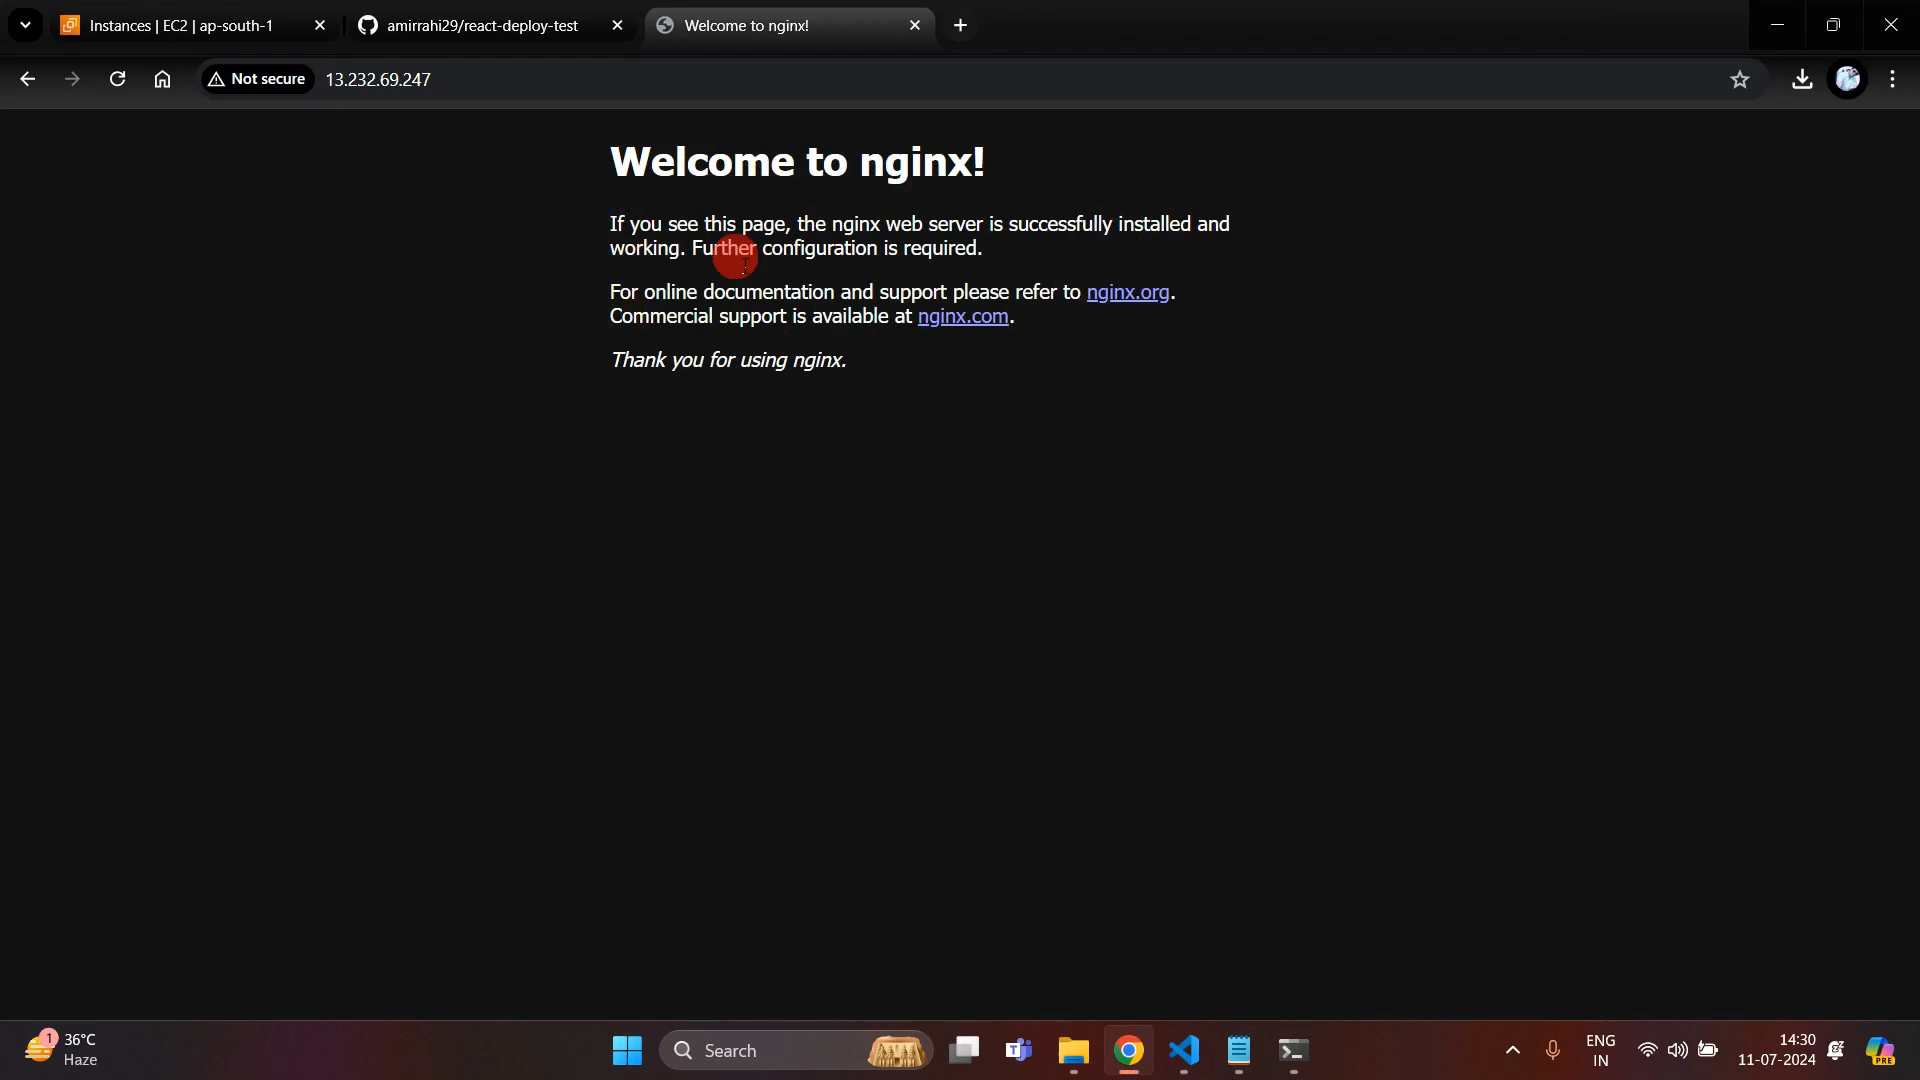 Instances | EC2 | ap-south-1
amirrahi29/react-deploy-test
Welcome to nginx!
Not secure
13.232.69.247
Welcome to nginx!
If you see this page, the nginx web server is successfully installed and
working. Further configuration is required.
For online documentation and support please refer to nginx.org.
Commercial support is available at nginx.com.
Thank you for using nginx.
1
36°C
Haze
Search
ENG
IN
14:30
11-07-2024
PRE